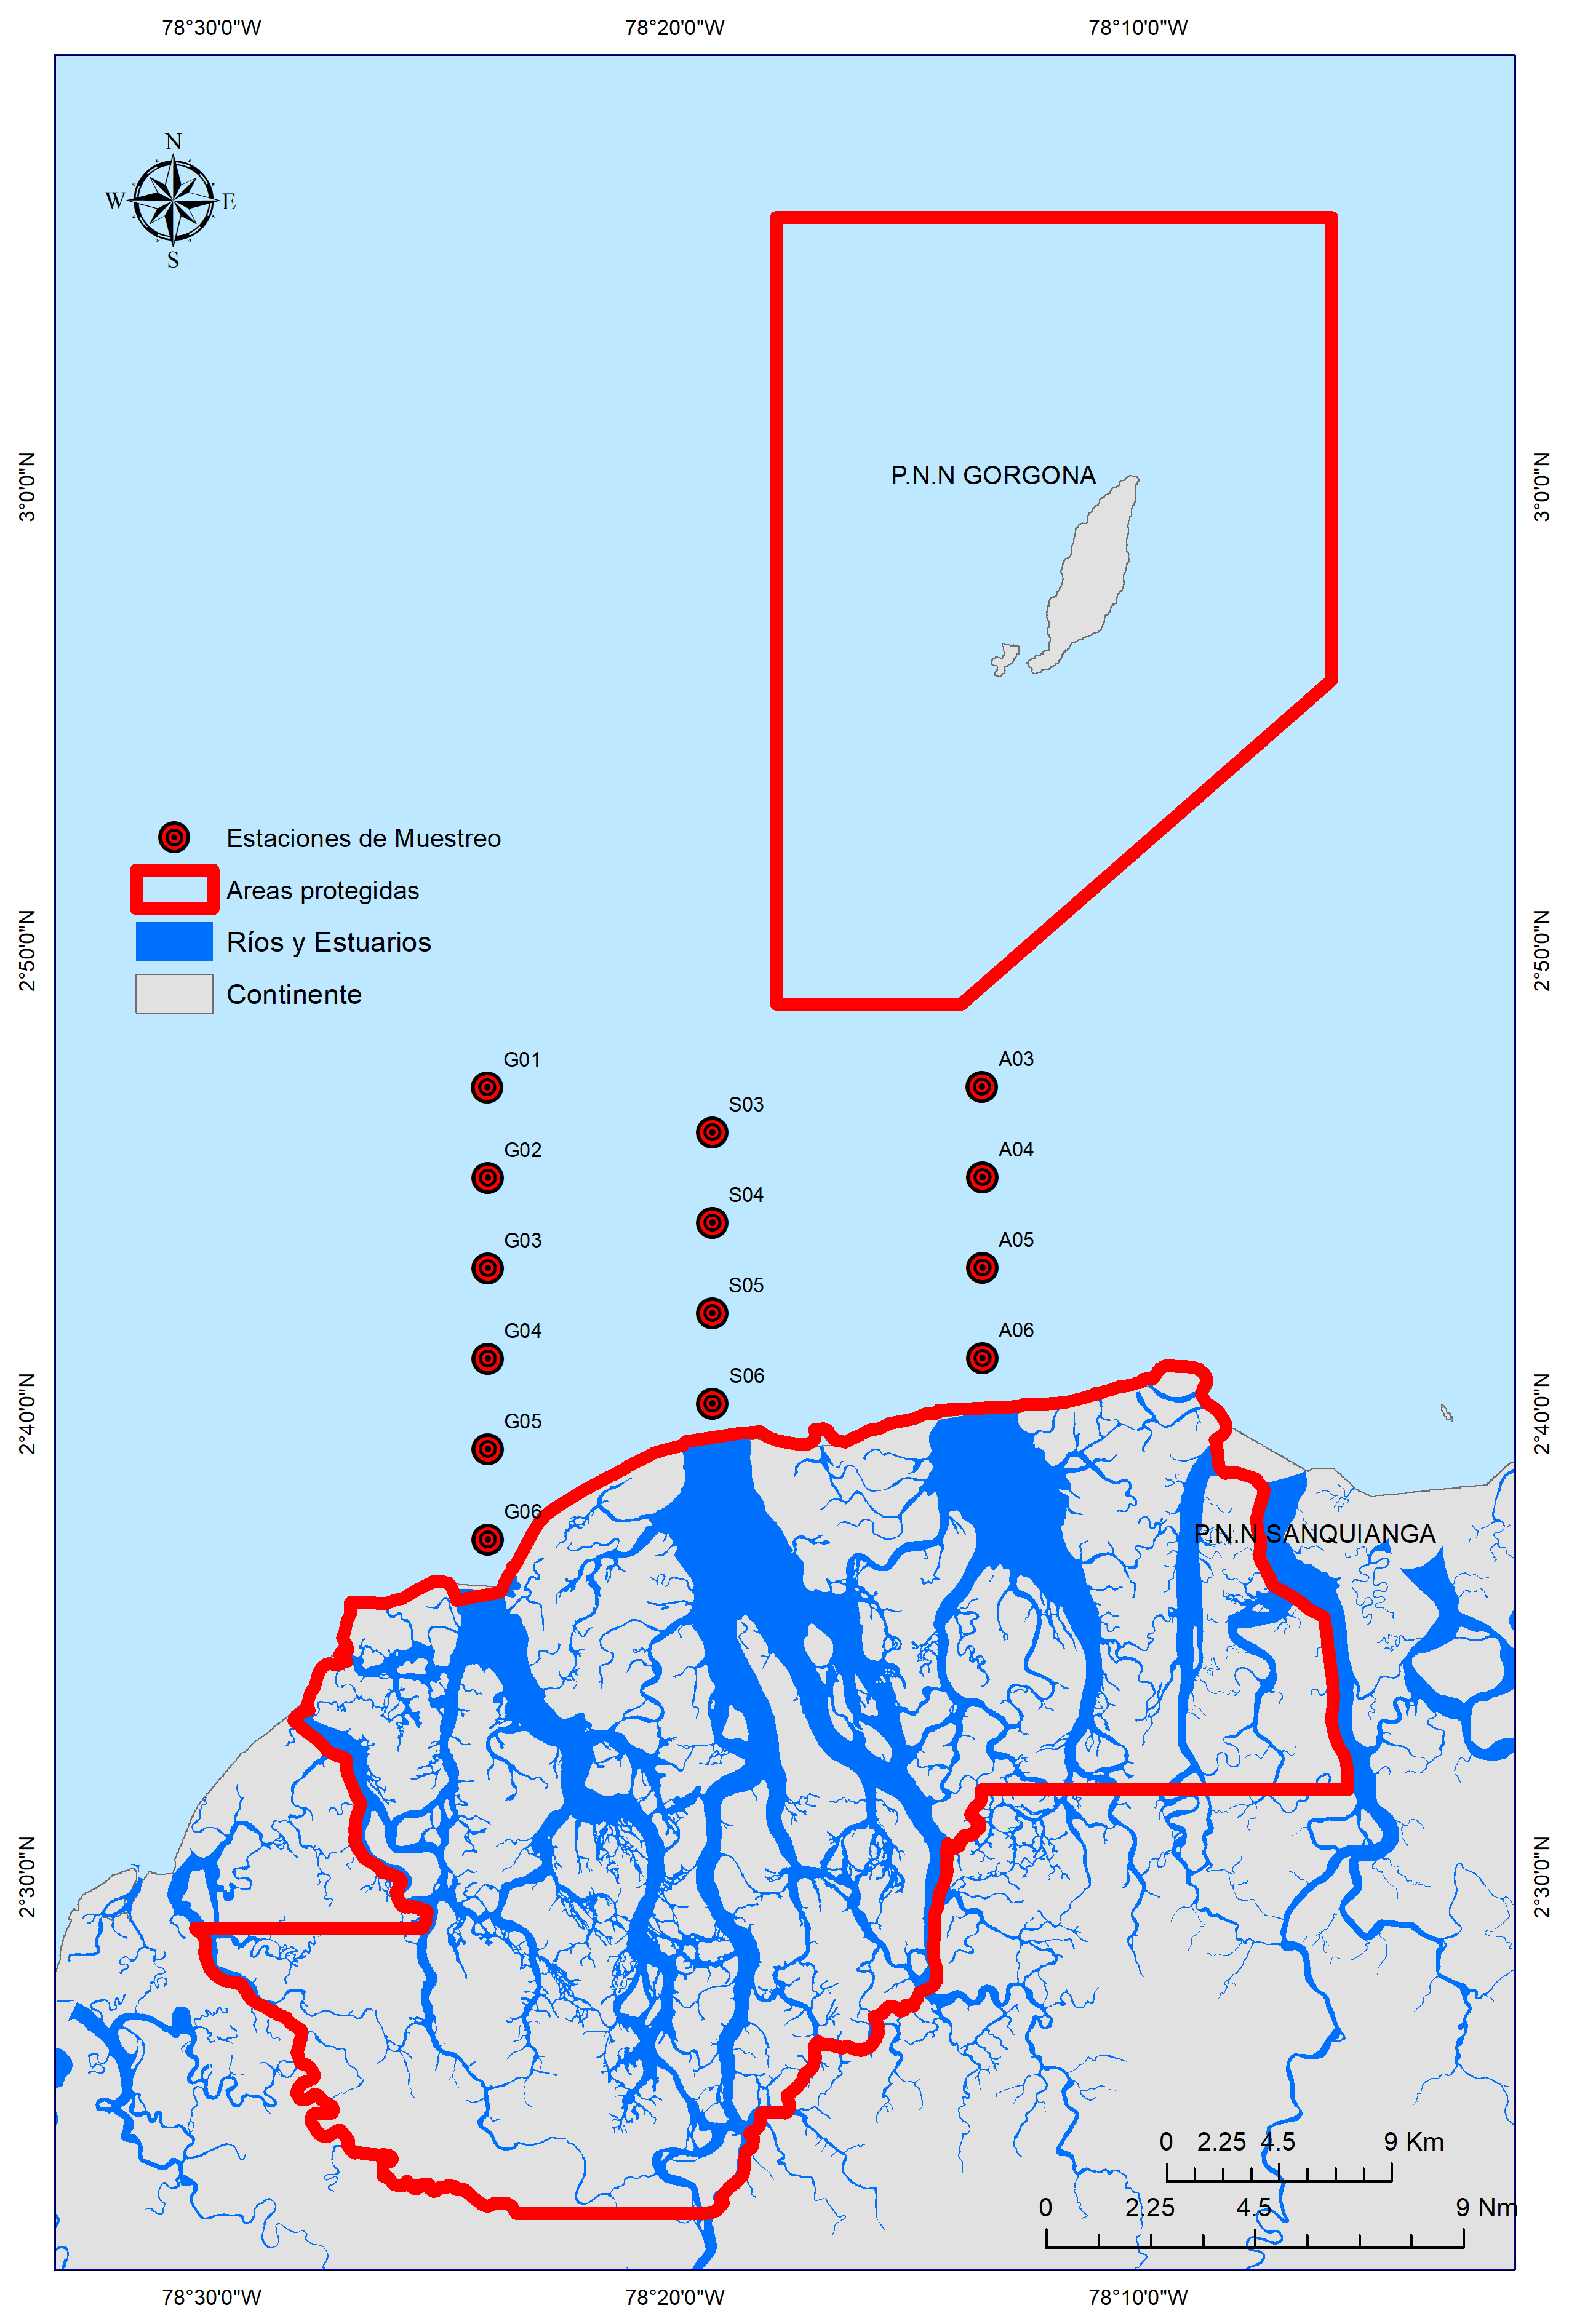 78°30'0"W 78°20'0"W 78°10'0"W
N
W E
S
3°0'0"N
P.N.N GORGONA
3°0'0"N
Estaciones de Muestreo
Areas protegidas
Ríos y Estuarios
Continente
2°50'0"N
2°50'0"N
G01
A03
S03
G02
A04
S04
G03
A05
S05
G04
A06
S06
2°40'0"N
2°40'0"N
G05
G06
P.N.N SANQUIANGA
2°30'0"N
2°30'0"N
0 2.25 4.5 9 Km
0 2.25 4.5 9 Nm
78°30'0"W 78°20'0"W 78°10'0"W